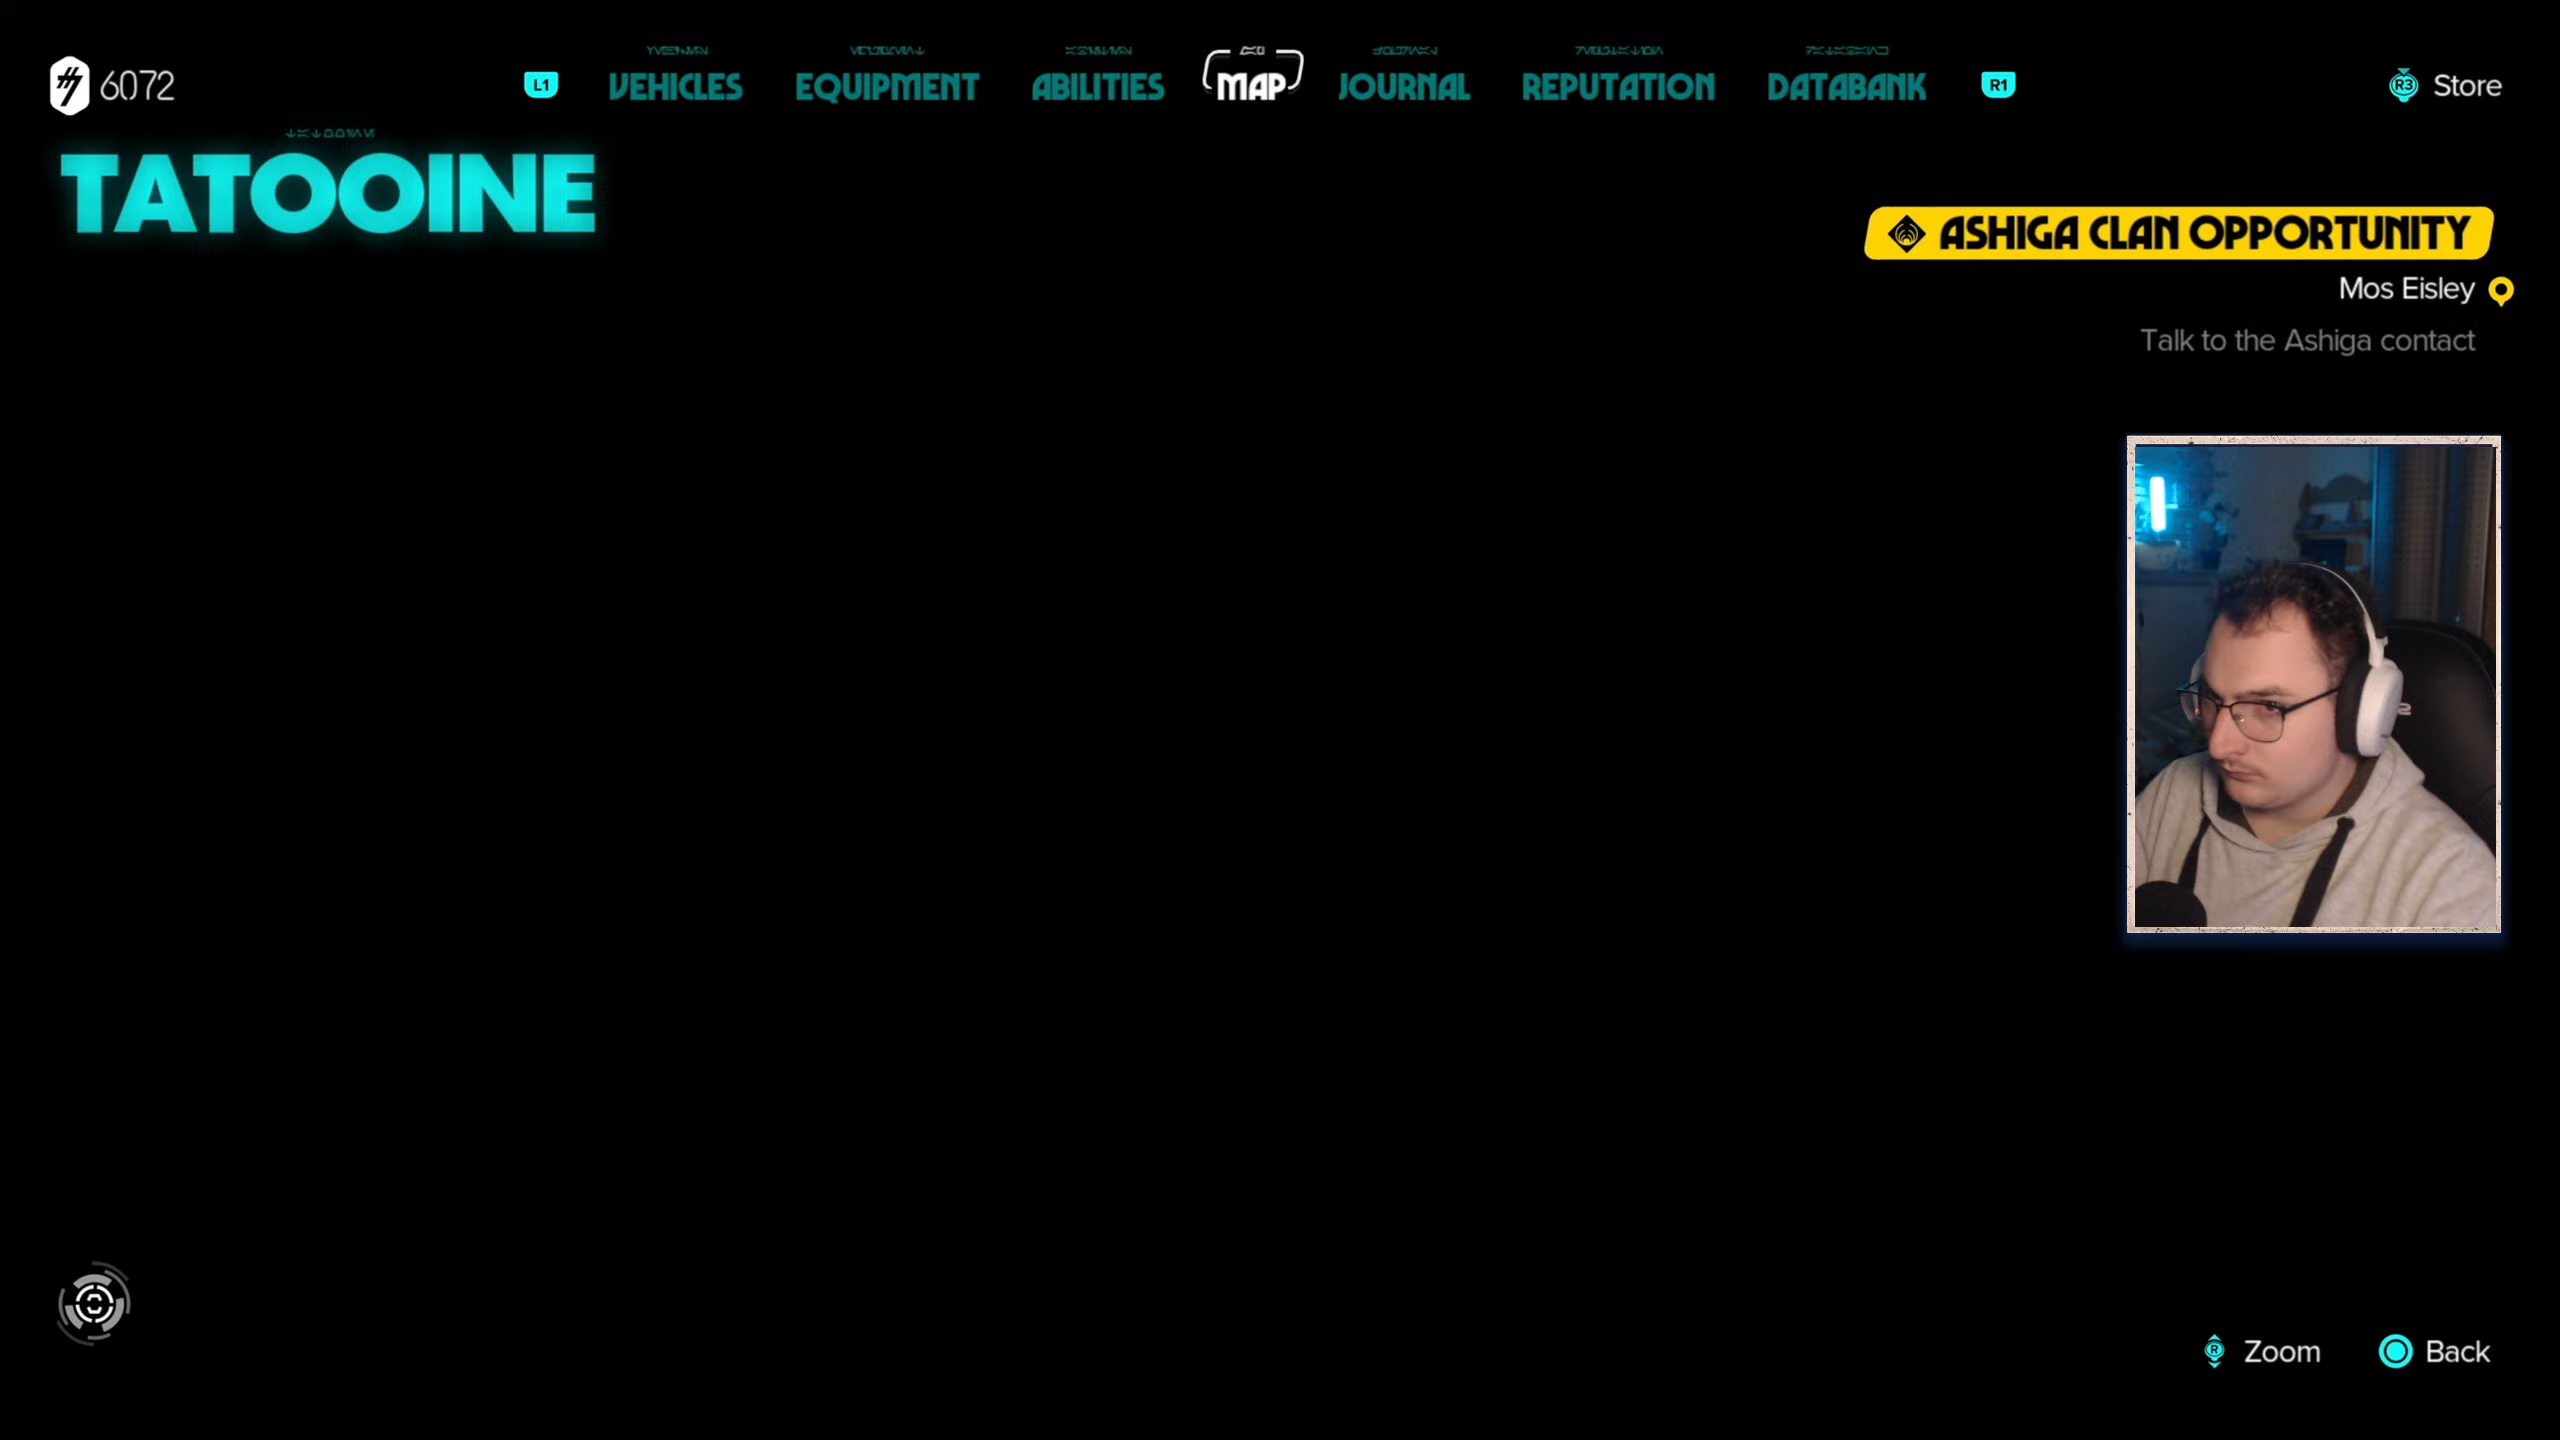 6072
L1
VEHICLES
EQUIPMENT
ABILITIES
MAP
JOURNAL
REPUTATION
DATABANK
R1
R3
Store
TATOOINE
ASHIGA CLAN OPPORTUNITY
Mos Eisley
Talk to the Ashiga contact
R
Zoom
Back